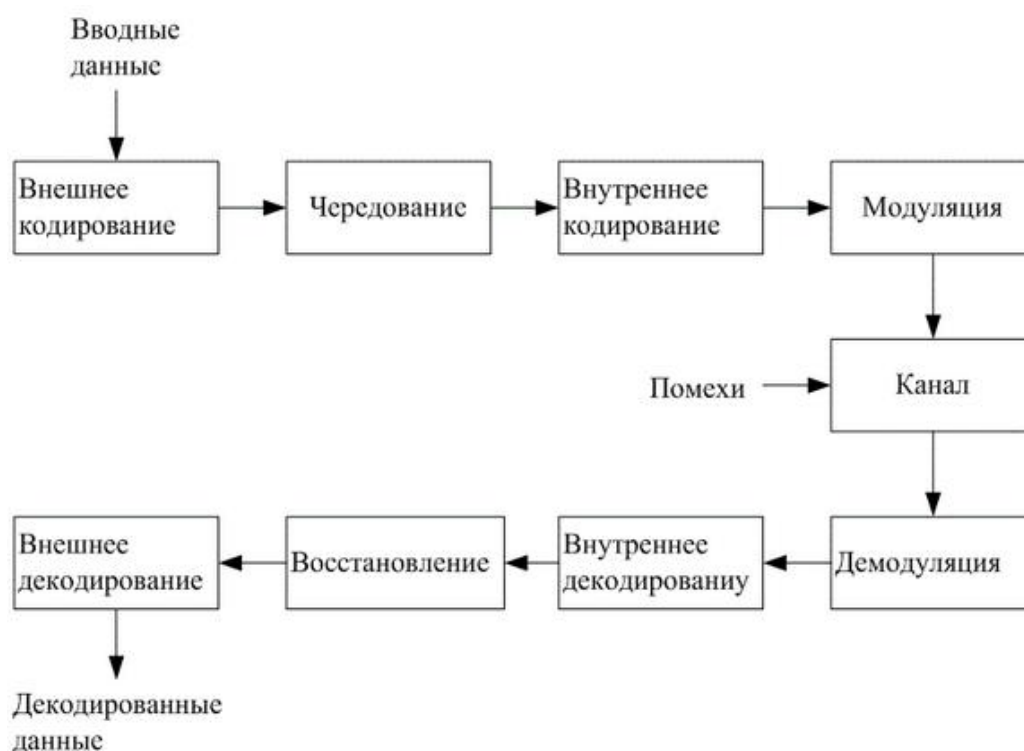 Вводные
данные
Внешнее
кодирование
Чередование
Внутреннее
кодирование
Модуляция
Помехи
Канал
Внешнее
декодирование
Восстановление
Внутреннее
декодированиу
Демодуляция
Декодированные
данные